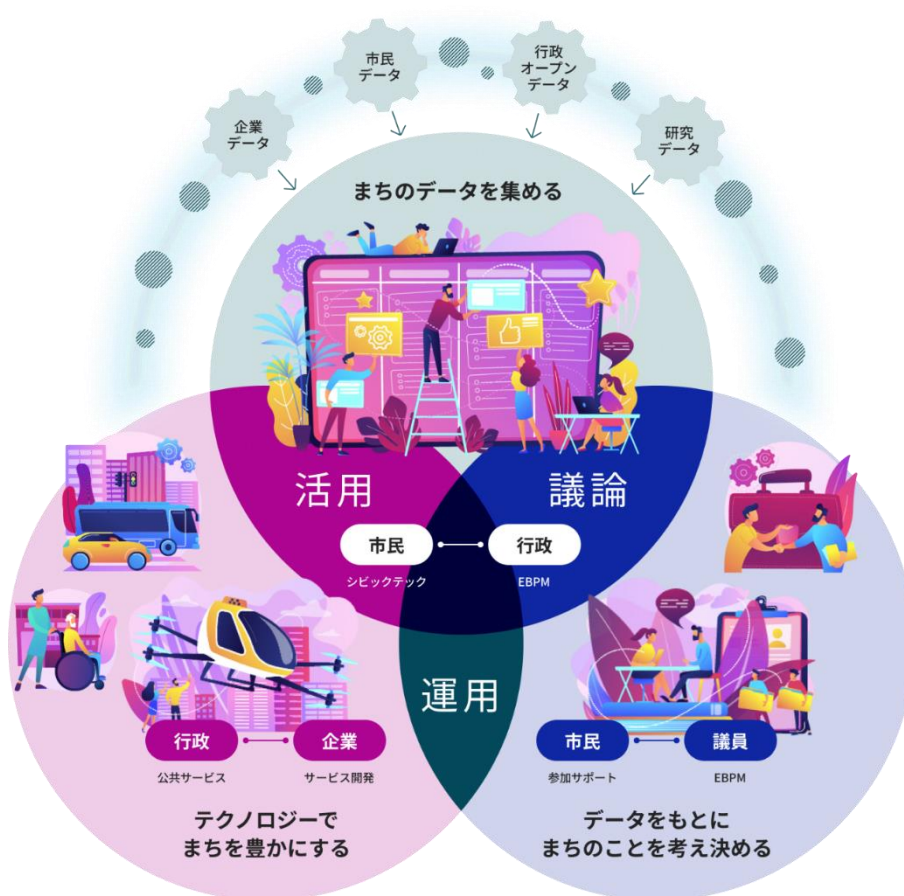 市民
データ
行政
オープン
データ
企業
データ
研究
データ
まちのデータを集める
活用
議論
市民
行政
シビックテック
EBPM
運用
行政
企業
公共サービス
サービス開発
市民
議員
参加サポート
EBPM
テクノロジーで
まちを豊かにする
データをもとに
まちのことを考え決める